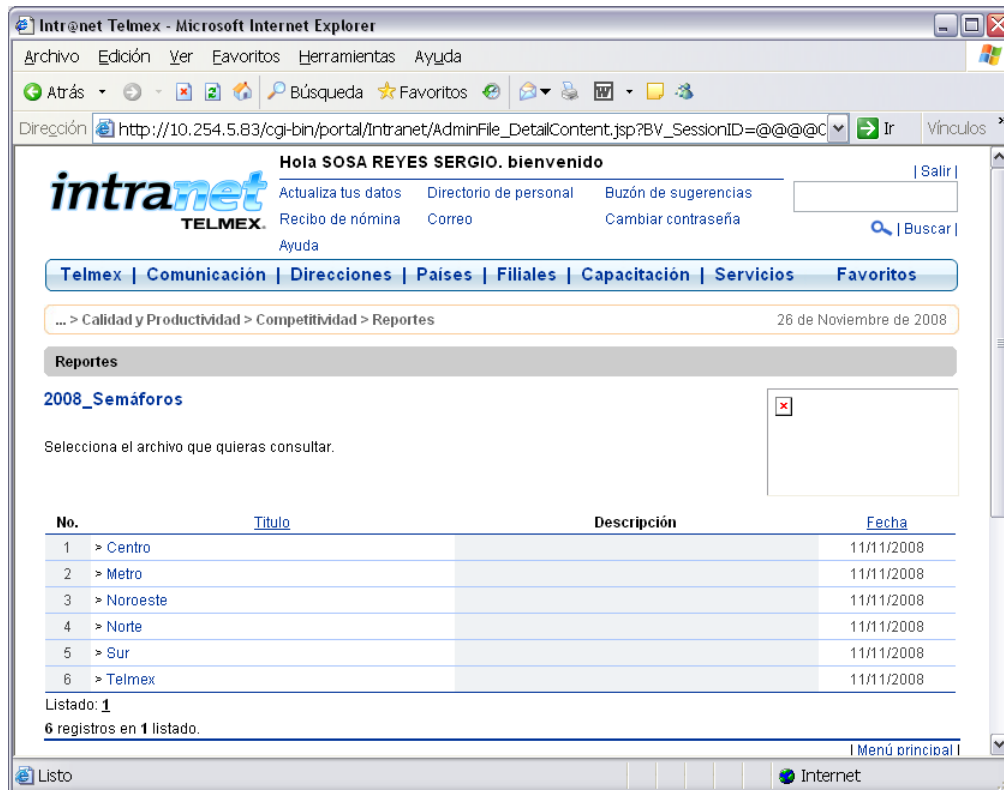 Intr@net Telmex - Microsoft Internet Explorer
Archivo Edición Ver Favoritos Herramientas Ayuda
Atrás Búsqueda Favoritos
Dirección http://10.254.5.83/cgi-bin/portal/Intranet/AdminFile_DetailContent.jsp?BV_SessionID=@@@@0 Ir Vínculos »
intranet TELMEX
Hola SOSA REYES SERGIO. bienvenido
| Salir |
Actualiza tus datos Directorio de personal Buzón de sugerencias
Recibo de nómina Correo Cambiar contraseña
| Buscar |
Ayuda
Telmex | Comunicación | Direcciones | Países | Filiales | Capacitación | Servicios Favoritos
... > Calidad y Productividad > Competitividad > Reportes 26 de Noviembre de 2008
Reportes
2008_Semáforos
Selecciona el archivo que quieras consultar.
No. Titulo Descripción Fecha
1 > Centro 11/11/2008
2 > Metro 11/11/2008
3 > Noroeste 11/11/2008
4 > Norte 11/11/2008
5 > Sur 11/11/2008
6 > Telmex 11/11/2008
Listado: 1
6 registros en 1 listado.
| Menú principal |
Listo Internet